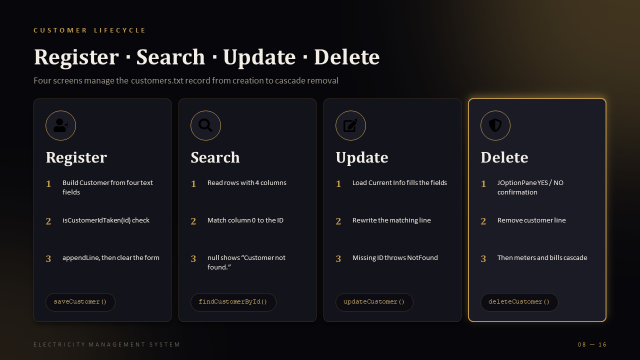 CUSTOMER LIFECYCLE
Register · Search · Update · Delete
Four screens manage the customers.txt record from creation to cascade removal
Register
1 Build Customer from four text
fields
2 isCustomerIdTaken(id) check
3 appendLine, then clear the form
saveCustomer()
Search
1 Read rows with 4 columns
2 Match column 0 to the ID
3 null shows "Customer not
found."
findCustomerById()
Update
1 Load Current Info fills the fields
2 Rewrite the matching line
3 Missing ID throws NotFound
updateCustomer()
Delete
1 JOptionPane YES / NO
confirmation
2 Remove customer line
3 Then meters and bills cascade
deleteCustomer()
ELECTRICITY MANAGEMENT SYSTEM
08 — 16